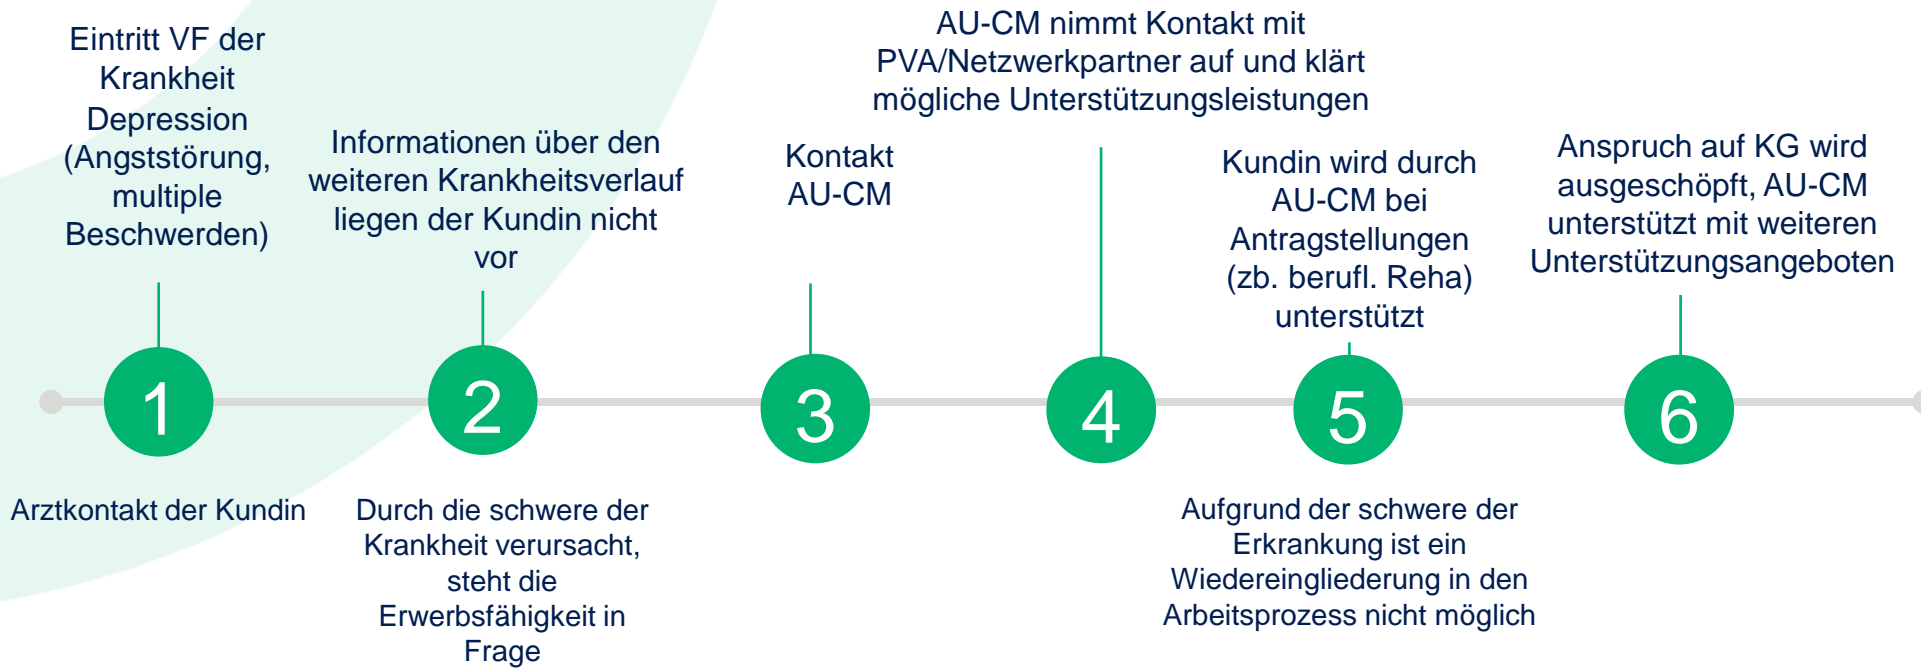 Eintritt VF der
Krankheit
Depression
(Angststörung,
multiple
Beschwerden)
Informationen über den
weiteren Krankheitsverlauf
liegen der Kundin nicht
vor
Kontakt
AU-CM
AU-CM nimmt Kontakt mit
PVA/Netzwerkpartner auf und klärt
mögliche Unterstützungsleistungen
Kundin wird durch
AU-CM bei
Antragstellungen
(zb. berufl. Reha)
unterstützt
Anspruch auf KG wird
ausgeschöpft, AU-CM
unterstützt mit weiteren
Unterstützungsangeboten
1
2
3
4
5
6
Arztkontakt der Kundin
Durch die schwere der
Krankheit verursacht,
steht die
Erwerbsfähigkeit in
Frage
Aufgrund der schwere der
Erkrankung ist ein
Wiedereingliederung in den
Arbeitsprozess nicht möglich